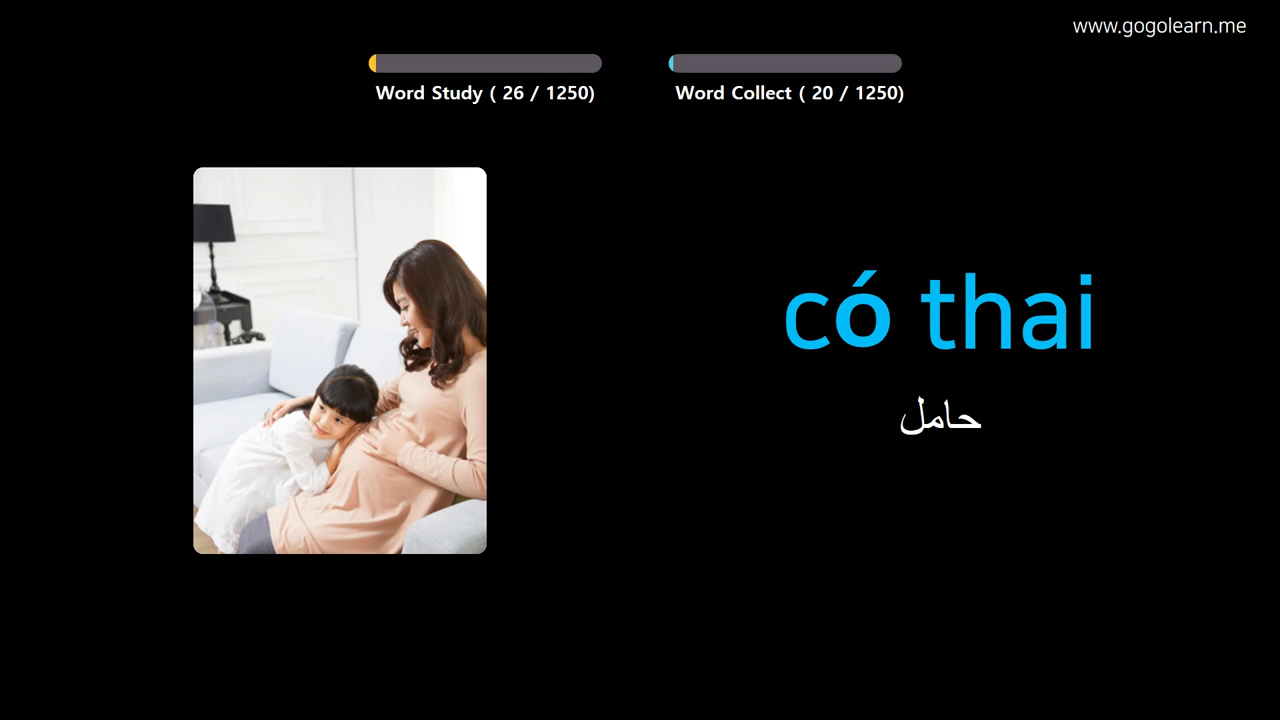 www.gogolearn.me
Word Study ( 26 / 1250)
Word Collect ( 20 / 1250)
có thai
حامل